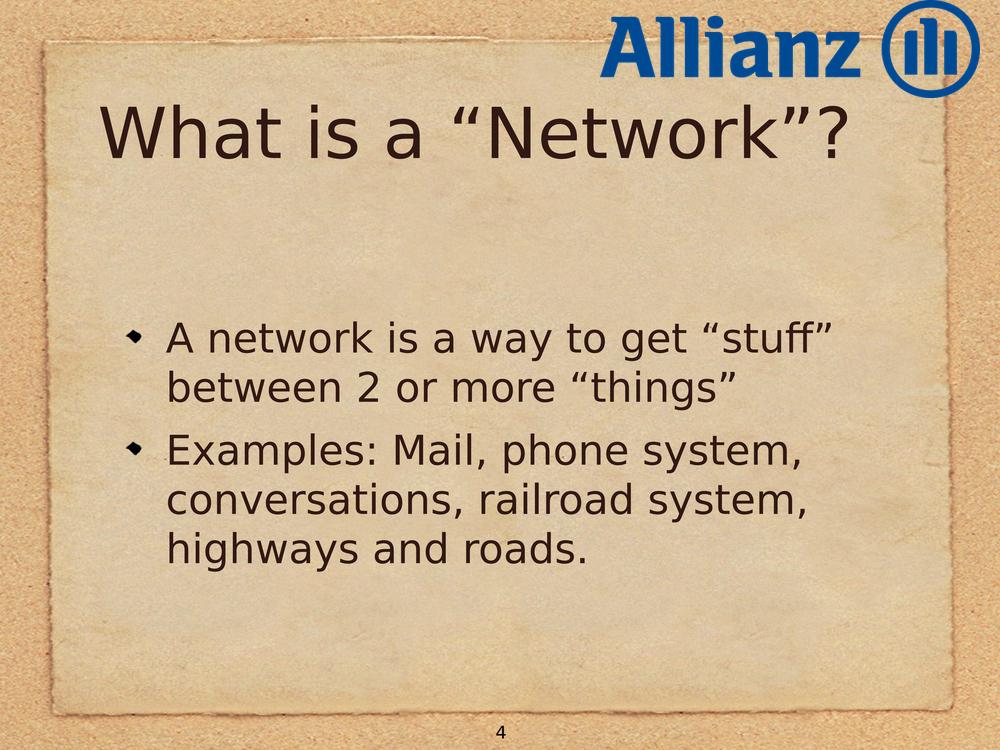 Allianz
What is a “Network”?
A network is a way to get “stuff”
between 2 or more “things”
Examples: Mail, phone system,
conversations, railroad system,
highways and roads.
4